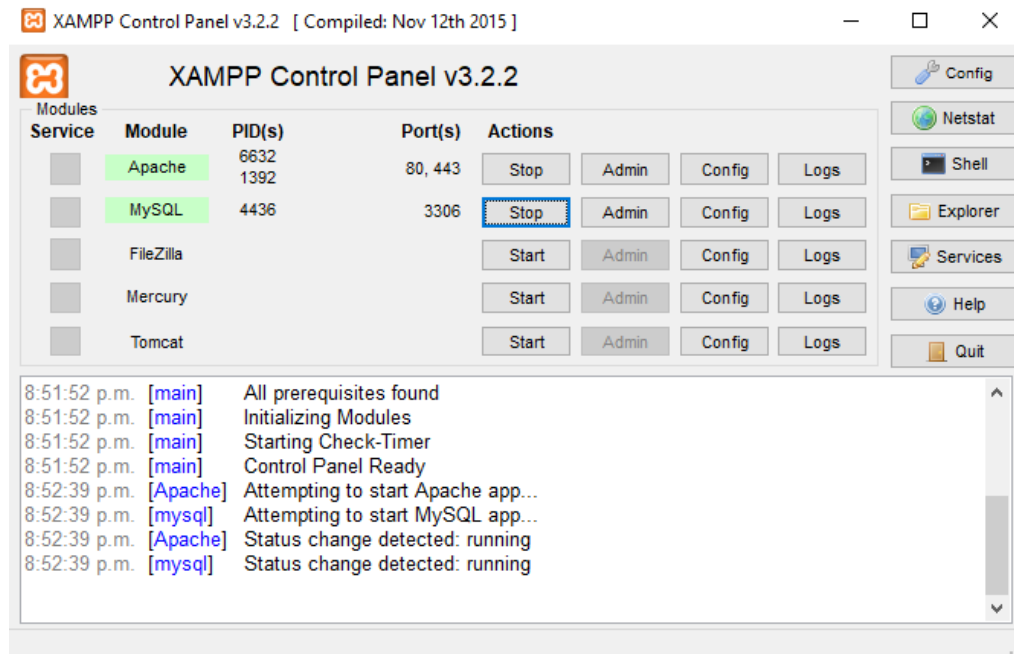 XAMPP Control Panel v3.2.2 [ Compiled: Nov 12th 2015 ]
XAMPP Control Panel v3.2.2
Config
Modules
Service Module PID(s) Port(s) Actions
Netstat
Apache 6632 1392 80, 443 Stop Admin Config Logs
Shell
MySQL 4436 3306 Stop Admin Config Logs
Explorer
FileZilla Start Admin Config Logs
Services
Mercury Start Admin Config Logs
Help
Tomcat Start Admin Config Logs
Quit
8:51:52 p.m. [main] All prerequisites found
8:51:52 p.m. [main] Initializing Modules
8:51:52 p.m. [main] Starting Check-Timer
8:51:52 p.m. [main] Control Panel Ready
8:52:39 p.m. [Apache] Attempting to start Apache app...
8:52:39 p.m. [mysql] Attempting to start MySQL app...
8:52:39 p.m. [Apache] Status change detected: running
8:52:39 p.m. [mysql] Status change detected: running